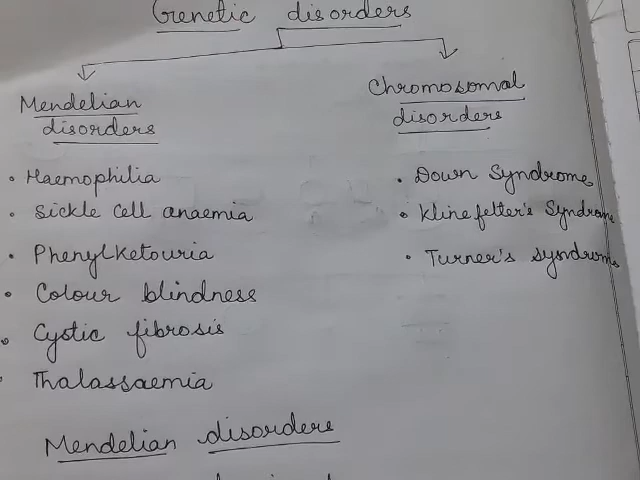 Genetic disorders
Mendelian
disorders
• Haemophilia
• Sickle cell anaemia
• Phenylketouria
• Colour blindness
• Cystic fibrosis
• Thalassaemia
Chromosomal
disorders
• Down Syndrome
• Klinefelter's Syndrome
• Turner's syndrome
Mendelian disorders